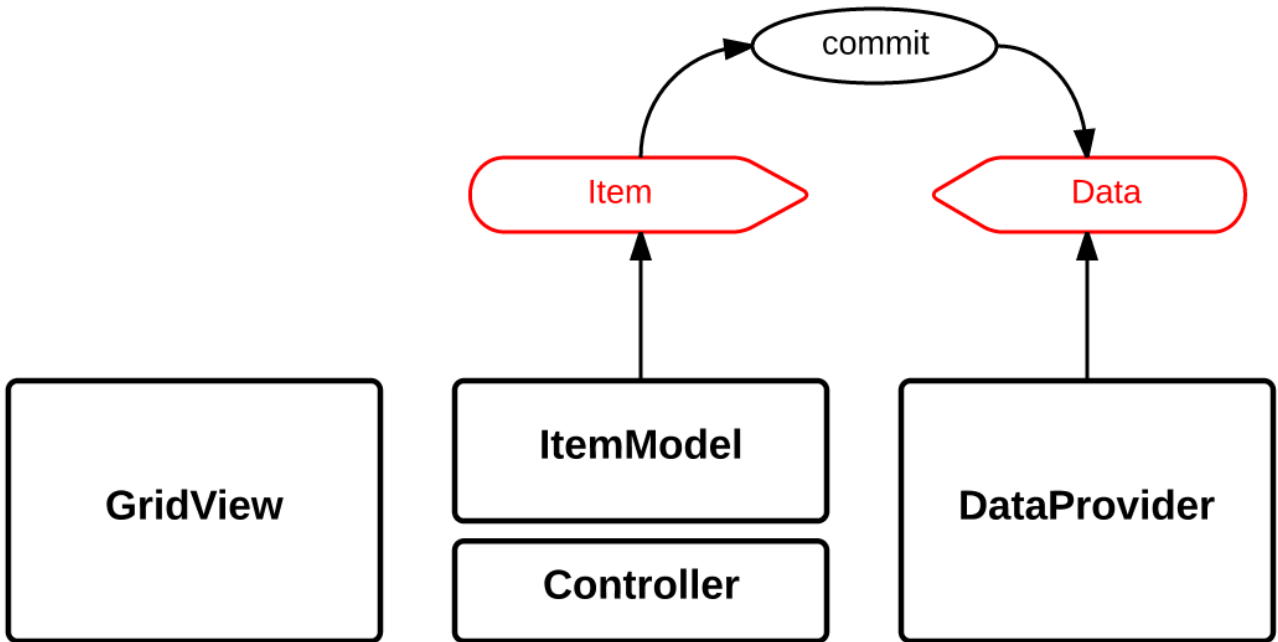 commit
Item
Data
GridView
ItemModel
Controller
DataProvider